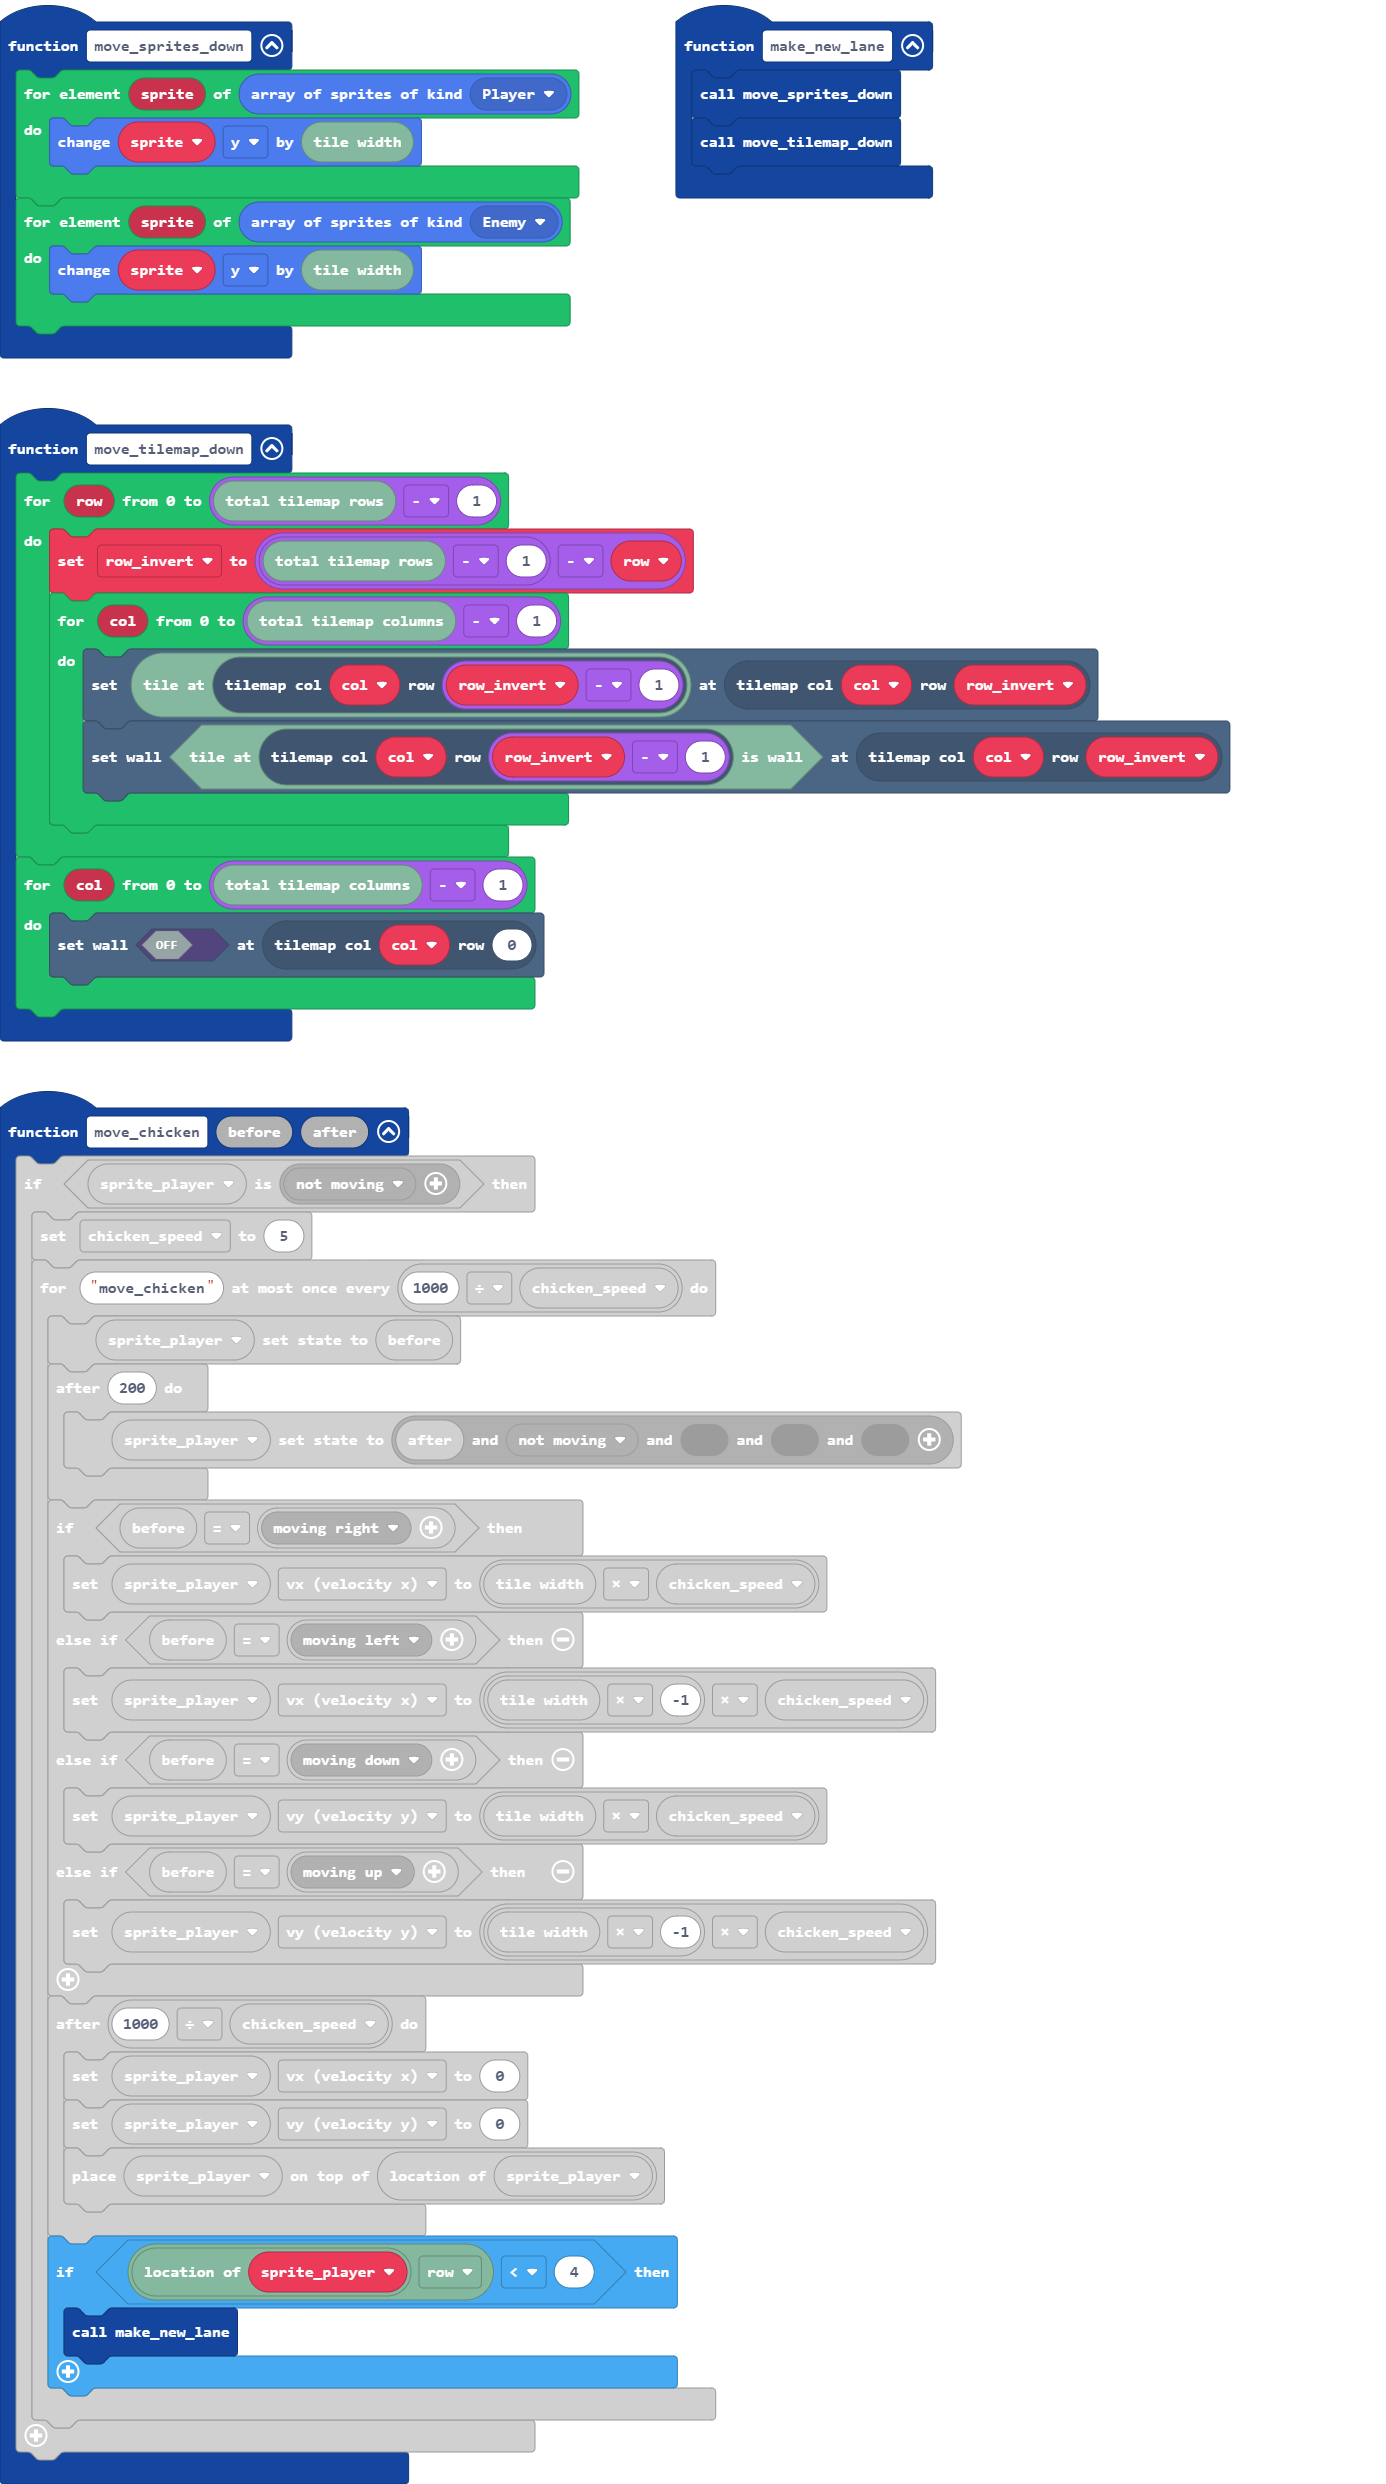 function move_sprites_down
for element sprite of array of sprites of kind Player
do
change sprite y by tile width
for element sprite of array of sprites of kind Enemy
do
change sprite y by tile width
function make_new_lane
call move_sprites_down
call move_tilemap_down
function move_tilemap_down
for row from 0 to total tilemap rows - 1
do
set row_invert to total tilemap rows - 1 - row
for col from 0 to total tilemap columns - 1
do
set tile at tilemap col col row row_invert - 1 at tilemap col col row row_invert
set wall tile at tilemap col col row row_invert - 1 is wall at tilemap col col row row_invert
for col from 0 to total tilemap columns - 1
do
set wall OFF at tilemap col col row 0
function move_chicken before after
if sprite_player is not moving then
set chicken_speed to 5
for "move_chicken" at most once every 1000 ÷ chicken_speed do
sprite_player set state to before
after 200 do
sprite_player set state to after and not moving and and and
if before = moving right then
set sprite_player vx (velocity x) to tile width × chicken_speed
else if before = moving left then
set sprite_player vx (velocity x) to tile width × -1 × chicken_speed
else if before = moving down then
set sprite_player vy (velocity y) to tile width × chicken_speed
else if before = moving up then
set sprite_player vy (velocity y) to tile width × -1 × chicken_speed
after 1000 ÷ chicken_speed do
set sprite_player vx (velocity x) to 0
set sprite_player vy (velocity y) to 0
place sprite_player on top of location of sprite_player
if location of sprite_player row < 4 then
call make_new_lane